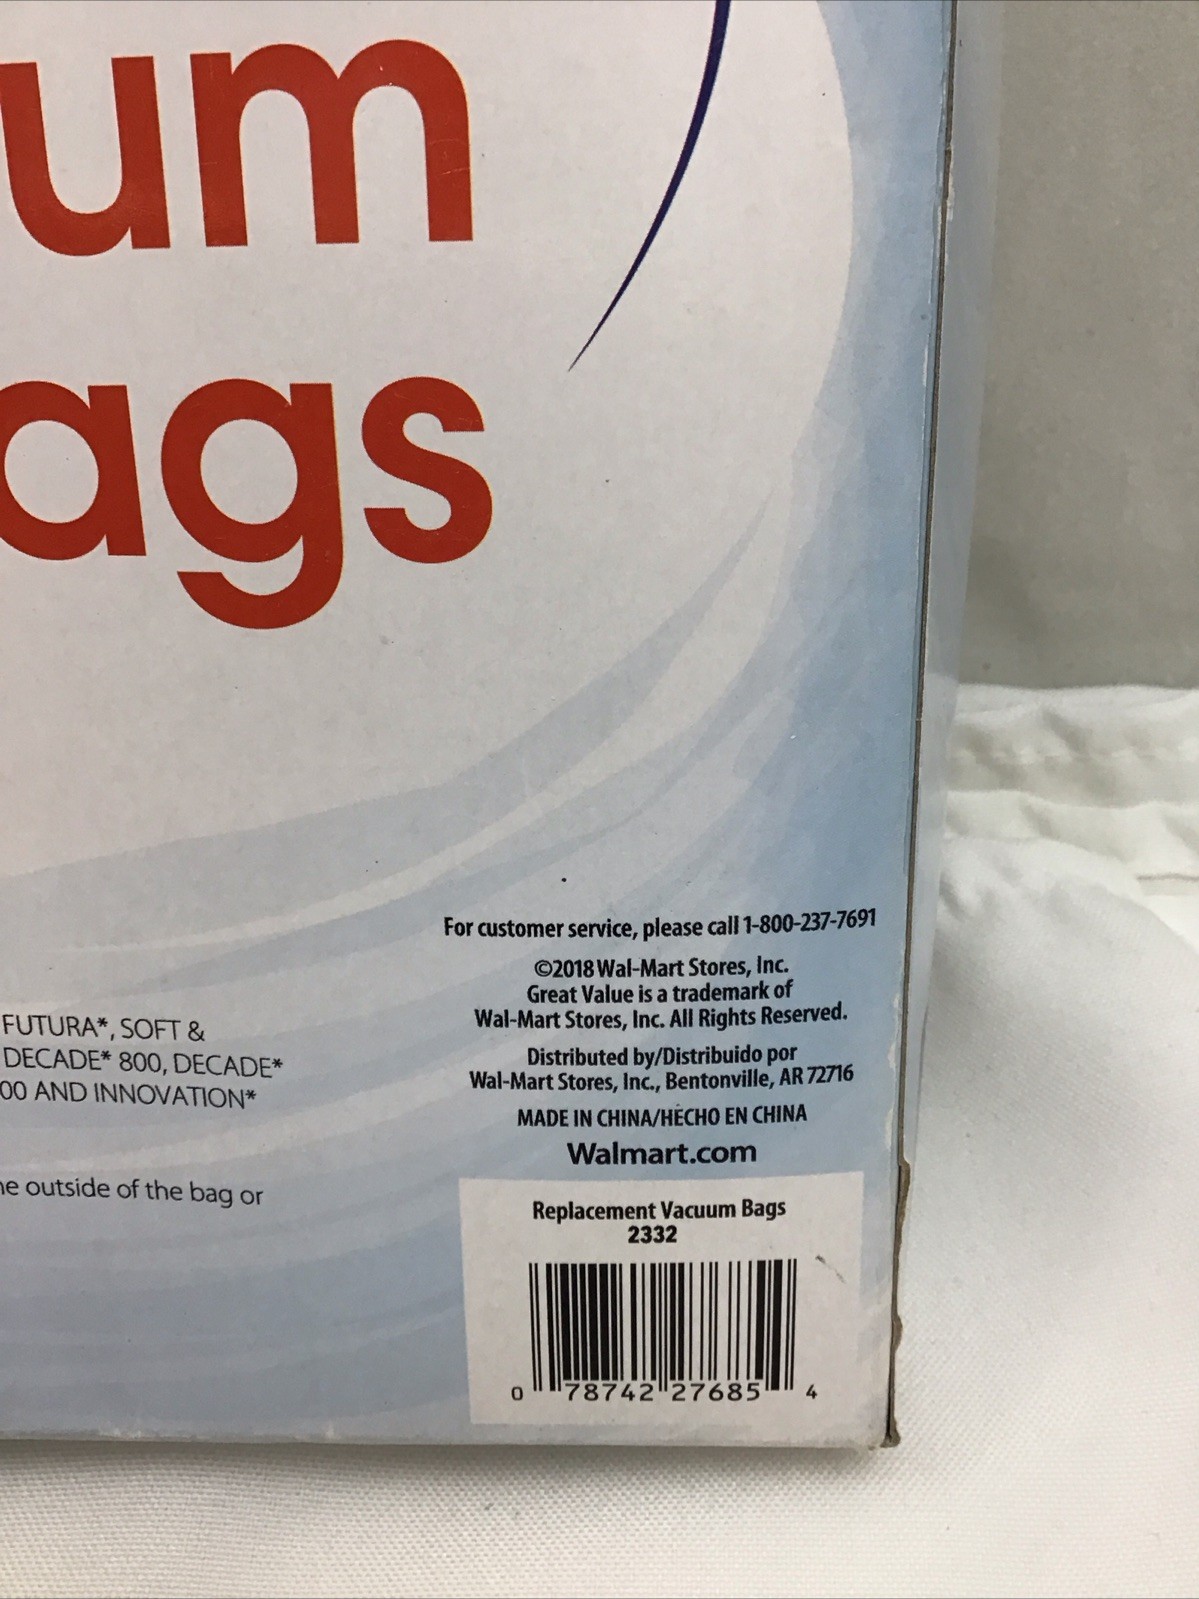 um
ags
For customer service, please call 1-800-237-7691
©2018 Wal-Mart Stores, Inc.
Great Value is a trademark of
Wal-Mart Stores, Inc. All Rights Reserved.
Distributed by/Distribuido por
Wal-Mart Stores, Inc., Bentonville, AR 72716
MADE IN CHINA/HECHO EN CHINA
Walmart.com
FUTURA*, SOFT &
DECADE* 800, DECADE*
00 AND INNOVATION*
he outside of the bag or
Replacement Vacuum Bags
2332
0 78742 27685 4